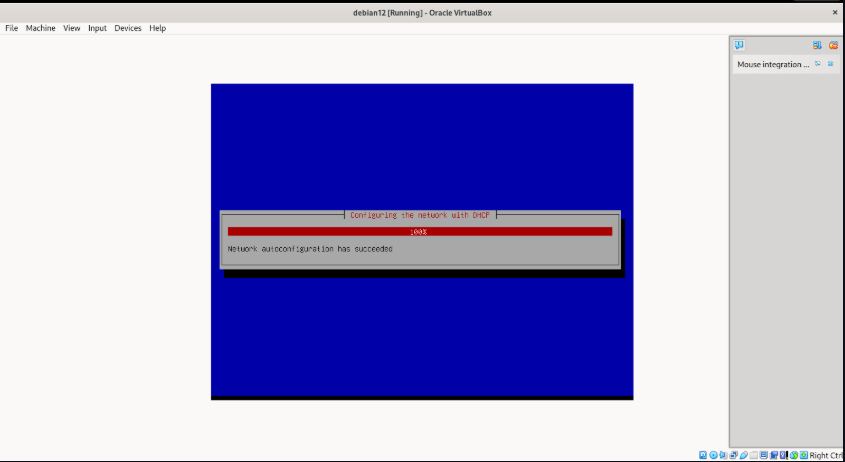 debian12 [Running] - Oracle VirtualBox
File Machine View Input Devices Help
Mouse integration ...
Configuring the network with DHCP
100%
Network autoconfiguration has succeeded
Right Ctrl